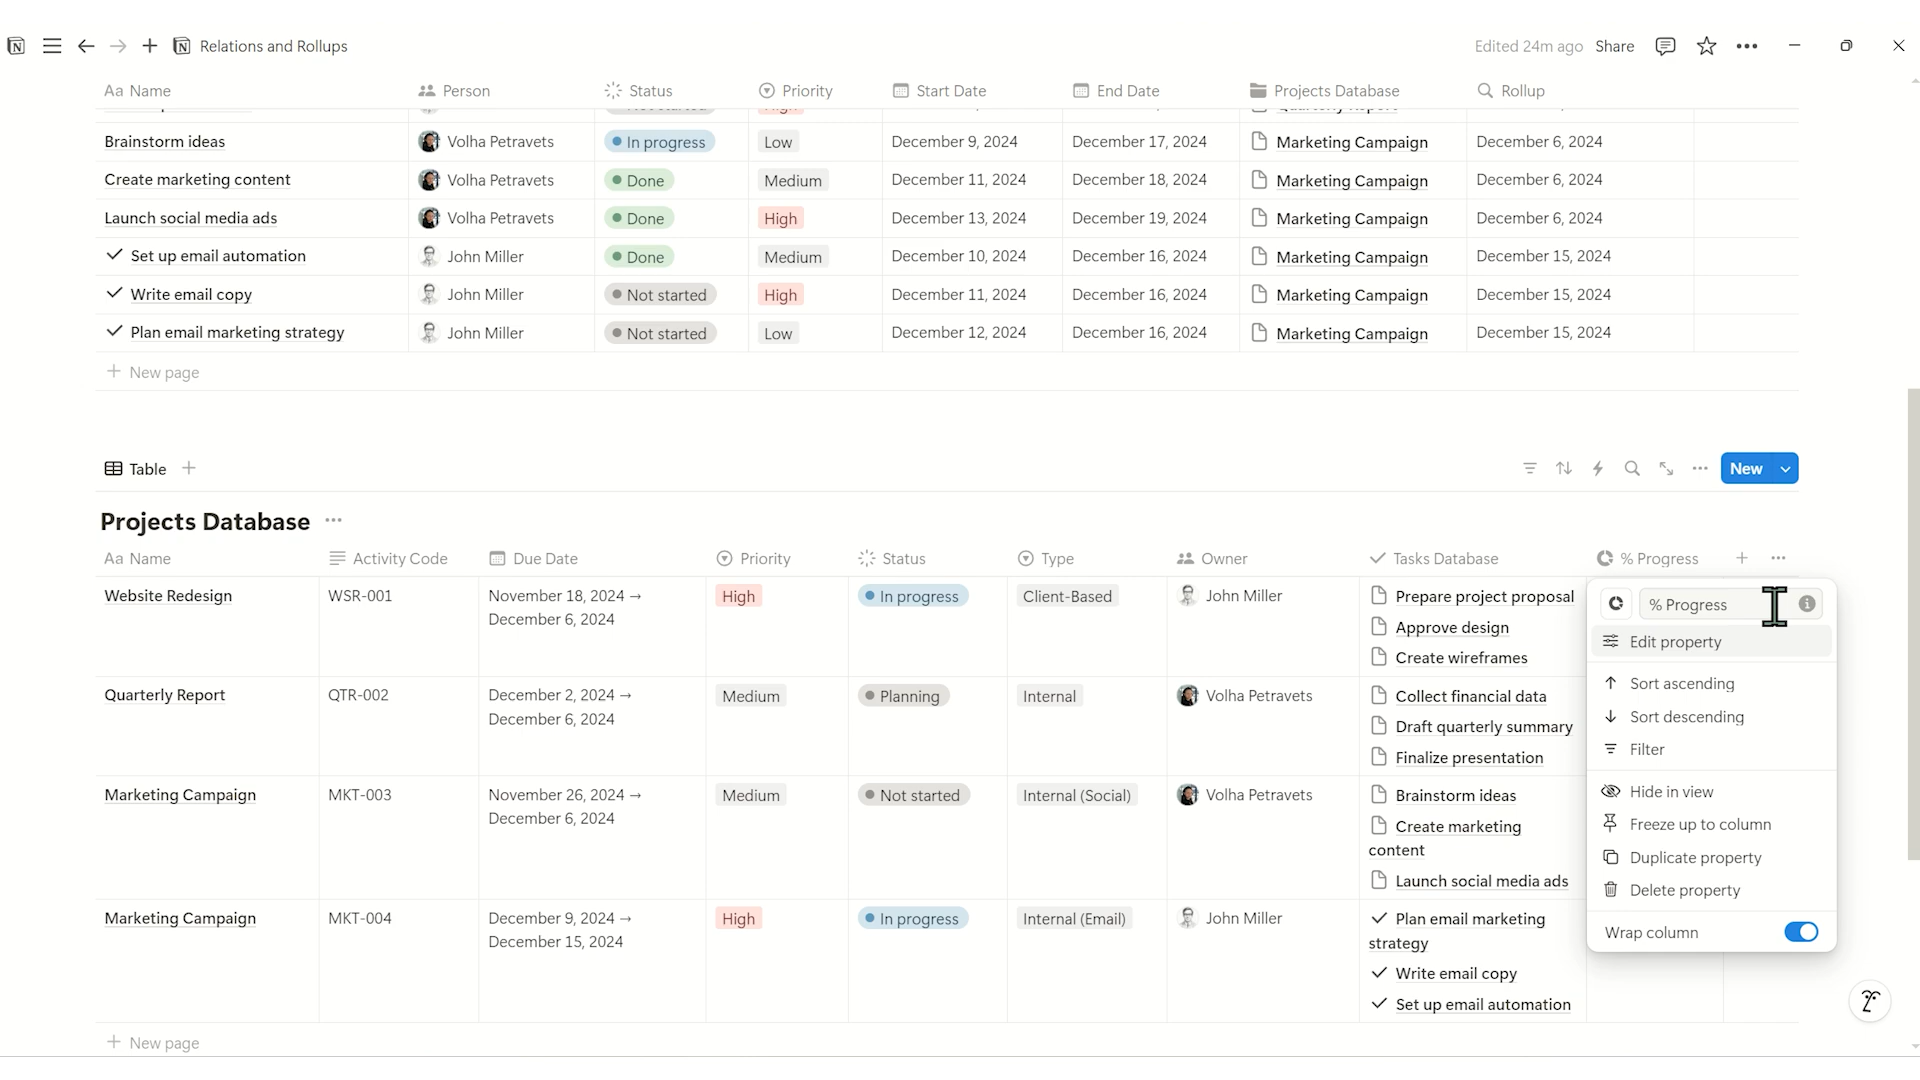 Relations and Rollups
Edited 24m ago Share
Aa Name Person Status Priority Start Date End Date Projects Database Rollup
Brainstorm ideas Volha Petravets In progress Low December 9, 2024 December 17, 2024 Marketing Campaign December 6, 2024
Create marketing content Volha Petravets Done Medium December 11, 2024 December 18, 2024 Marketing Campaign December 6, 2024
Launch social media ads Volha Petravets Done High December 13, 2024 December 19, 2024 Marketing Campaign December 6, 2024
Set up email automation John Miller Done Medium December 10, 2024 December 16, 2024 Marketing Campaign December 15, 2024
Write email copy John Miller Not started High December 11, 2024 December 16, 2024 Marketing Campaign December 15, 2024
Plan email marketing strategy John Miller Not started Low December 12, 2024 December 16, 2024 Marketing Campaign December 15, 2024
New page
Table New
Projects Database
Aa Name Activity Code Due Date Priority Status Type Owner Tasks Database % Progress
Website Redesign WSR-001 November 18, 2024 → High In progress Client-Based John Miller Prepare project proposal
December 6, 2024 Approve design
Create wireframes
Quarterly Report QTR-002 December 2, 2024 → Medium Planning Internal Volha Petravets Collect financial data
December 6, 2024 Draft quarterly summary
Finalize presentation
Marketing Campaign MKT-003 November 26, 2024 → Medium Not started Internal (Social) Volha Petravets Brainstorm ideas
December 6, 2024 Create marketing
content
Launch social media ads
Marketing Campaign MKT-004 December 9, 2024 → High In progress Internal (Email) John Miller Plan email marketing
December 15, 2024 strategy
Write email copy
Set up email automation
New page
% Progress
Edit property
Sort ascending
Sort descending
Filter
Hide in view
Freeze up to column
Duplicate property
Delete property
Wrap column